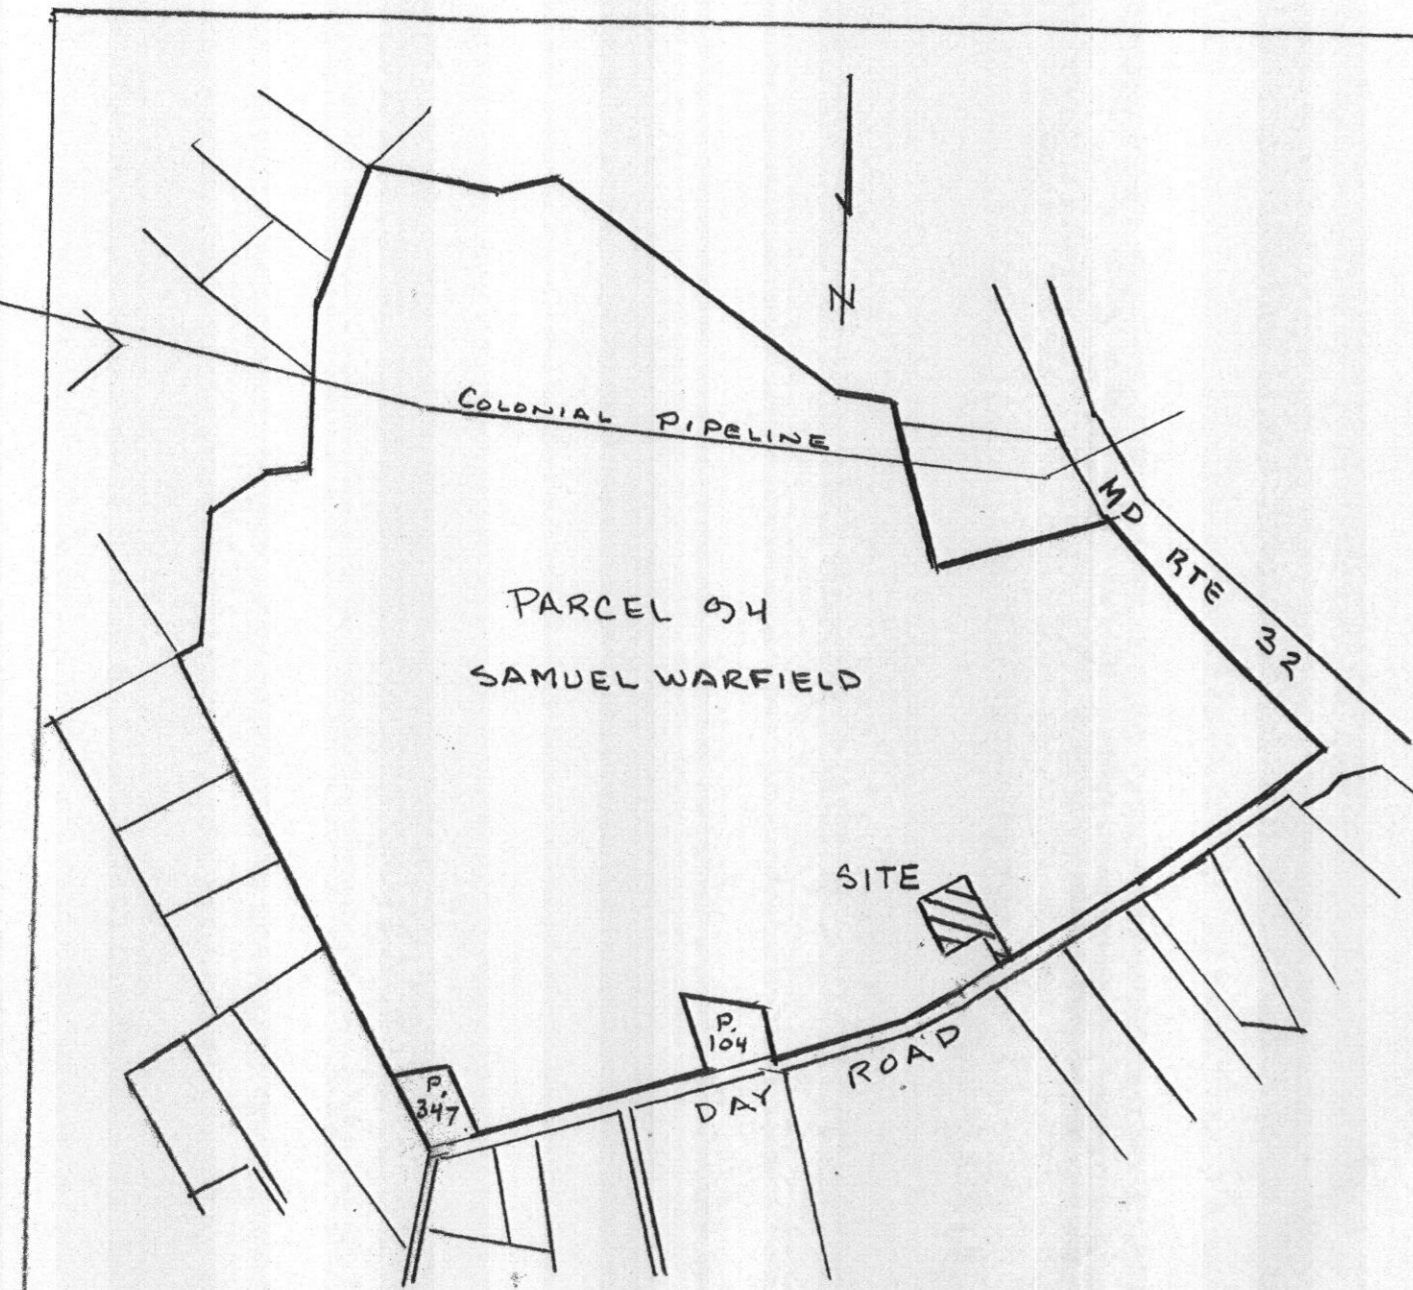 N
COLONIAL PIPELINE
MD RTE 32
PARCEL 94
SAMUEL WARFIELD
SITE
P.
104
P.
347
DAY ROAD